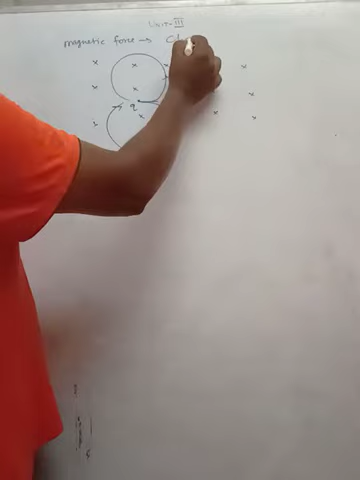 Unit-III
magnetic force →
x x x x
x x x
q
x x x x